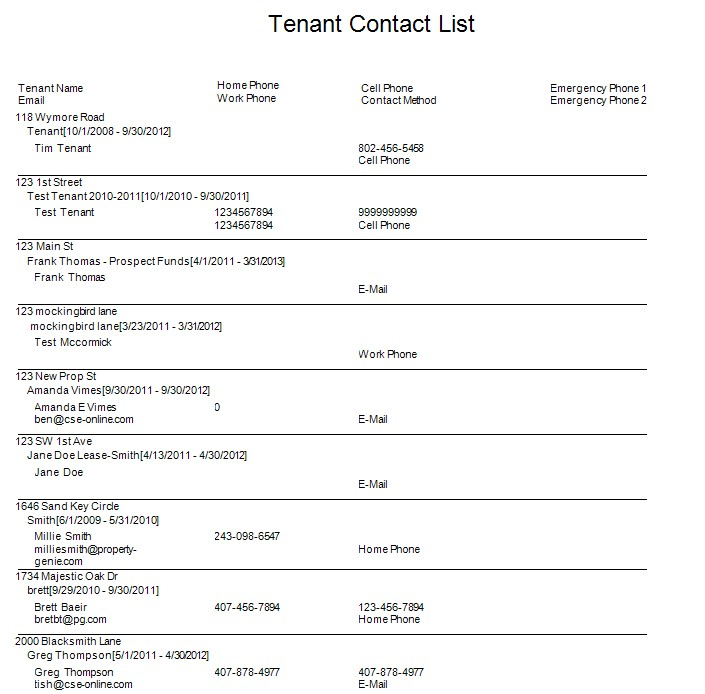 Tenant Contact List
Tenant Name Home Phone Cell Phone Emergency Phone 1
Email Work Phone Contact Method Emergency Phone 2
118 Wymore Road
Tenant[10/1/2008 - 9/30/2012]
Tim Tenant 802-456-5458
Cell Phone
123 1st Street
Test Tenant 2010-2011[10/1/2010 - 9/30/2011]
Test Tenant 1234567894 9999999999
1234567894 Cell Phone
123 Main St
Frank Thomas - Prospect Funds[4/1/2011 - 3/31/2013]
Frank Thomas
E-Mail
123 mockingbird lane
mockingbird lane[3/23/2011 - 3/31/2012]
Test Mccormick
Work Phone
123 New Prop St
Amanda Vimes[9/30/2011 - 9/30/2012]
Amanda E Vimes 0
ben@cse-online.com E-Mail
123 SW 1st Ave
Jane Doe Lease-Smith[4/13/2011 - 4/30/2012]
Jane Doe
E-Mail
1646 Sand Key Circle
Smith[6/1/2009 - 5/31/2010]
Millie Smith 243-098-6547
milliesmith@property- Home Phone
genie.com
1734 Majestic Oak Dr
brett[9/29/2010 - 9/30/2011]
Brett Baeir 407-456-7894 123-456-7894
bretbt@pg.com Home Phone
2000 Blacksmith Lane
Greg Thompson[5/1/2011 - 4/30/2012]
Greg Thompson 407-878-4977 407-878-4977
tish@cse-online.com E-Mail